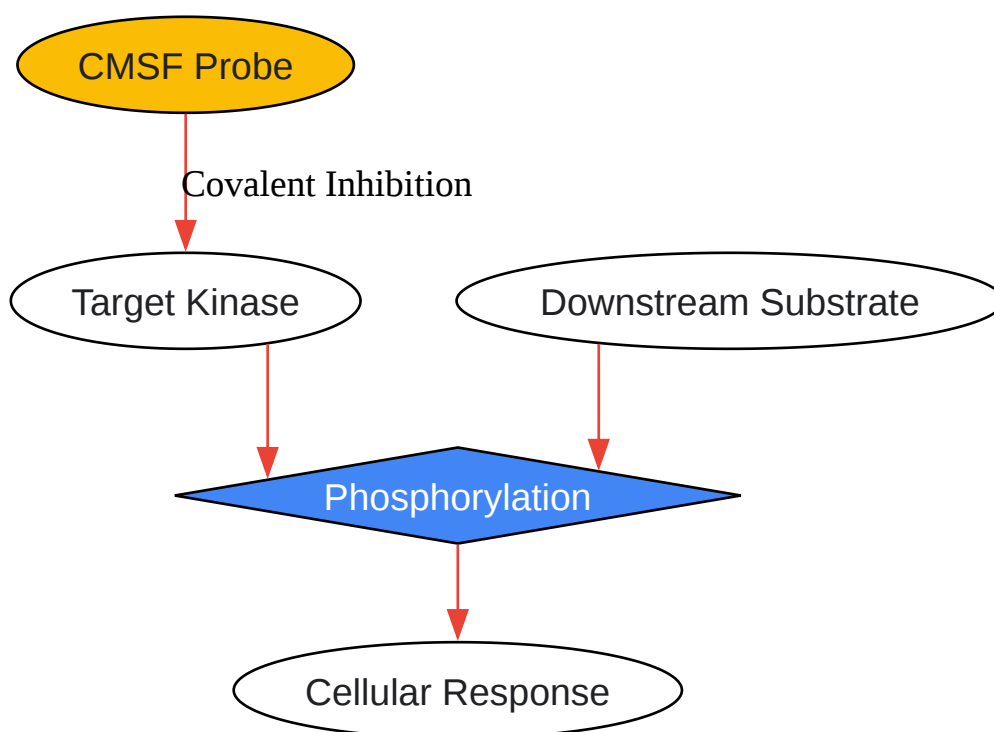 CMSF Probe
Covalent Inhibition
Target Kinase
Downstream Substrate
Phosphorylation
Cellular Response